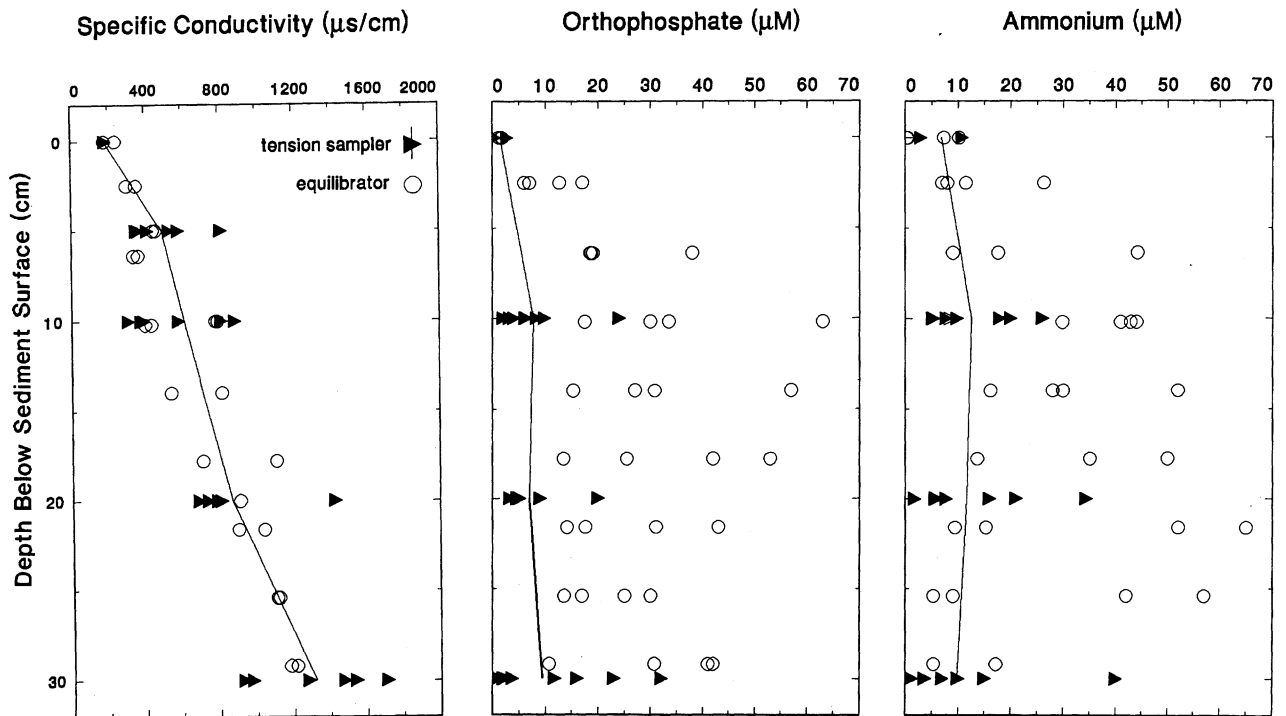 Specific Conductivity (μs/cm)
Orthophosphate (μM)
Ammonium (μM)
0 400 800 1200 1600 2000
0 10 20 30 40 50 60 70
0 10 20 30 40 50 60 70
0
tension sampler
equilibrator
10
20
30
Depth Below Sediment Surface (cm)